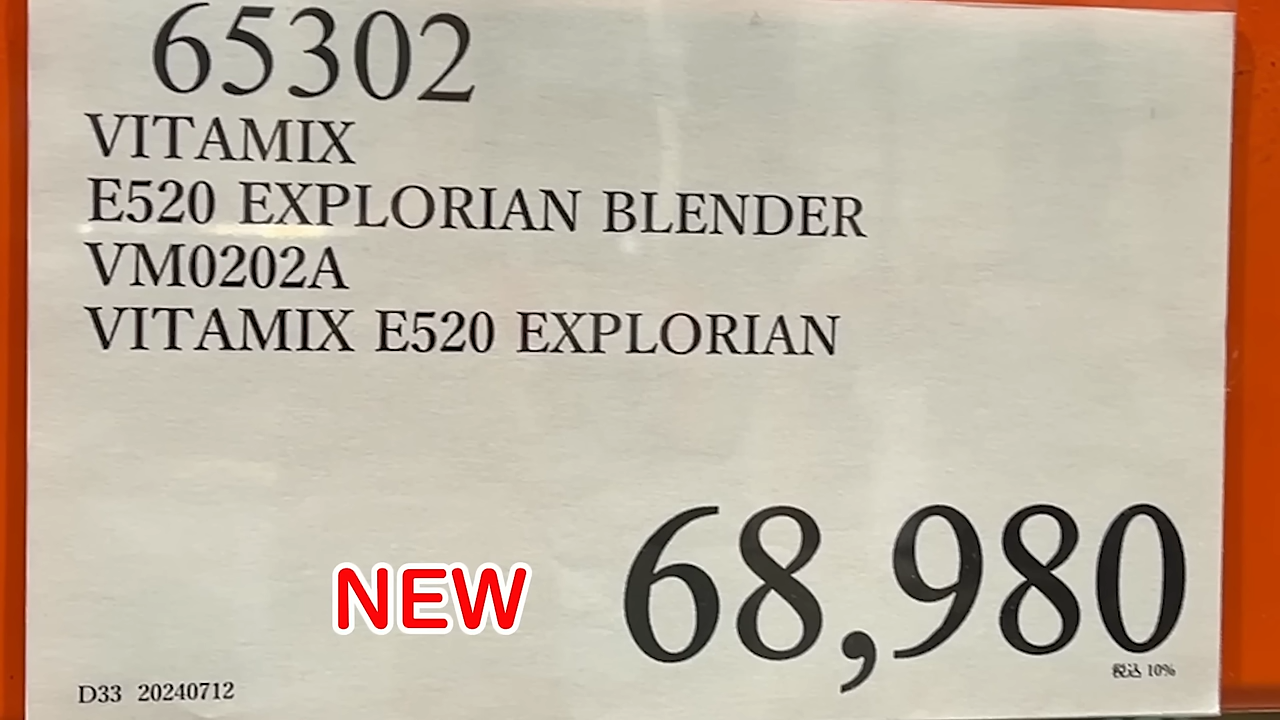 65302
VITAMIX
E520 EXPLORIAN BLENDER
VM0202A
VITAMIX E520 EXPLORIAN
NEW
68,980
税込 10%
D33 20240712